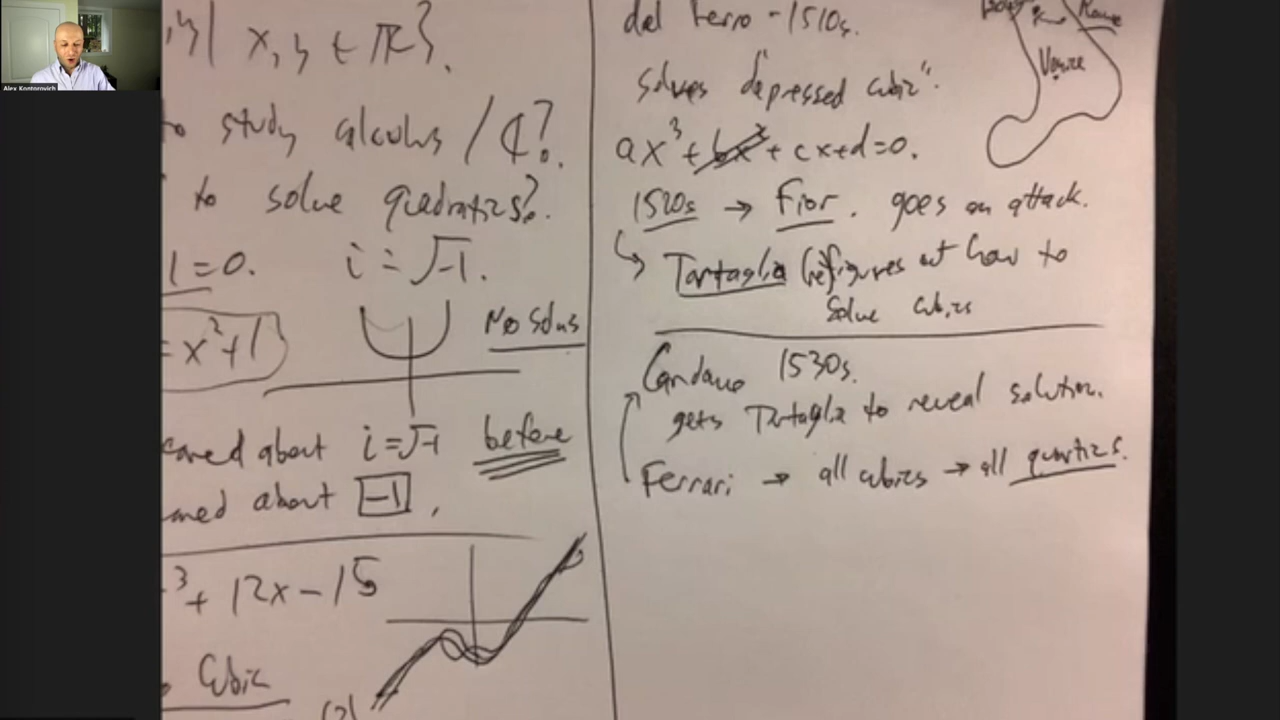 Alex Kontorovich
x, y ∈ ℝ}.
to study calculus / ℂ?.
to solve quadratics?.
1 = 0. i = √-1.
= x²+1
No Solns
cared about i=√-1 before
about -1,
³ + 12x - 15
Cubic
(2)
del Ferro - 1510s.
solves "depressed cubic".
ax³ + bx² + cx + d = 0.
1520s → Fior. goes on attack.
Tartaglia (re)figures out how to
solve cubics
Cardano 1530s.
gets Tartaglia to reveal solution.
Ferrari → all cubics → all quartics.
Rome
Venice